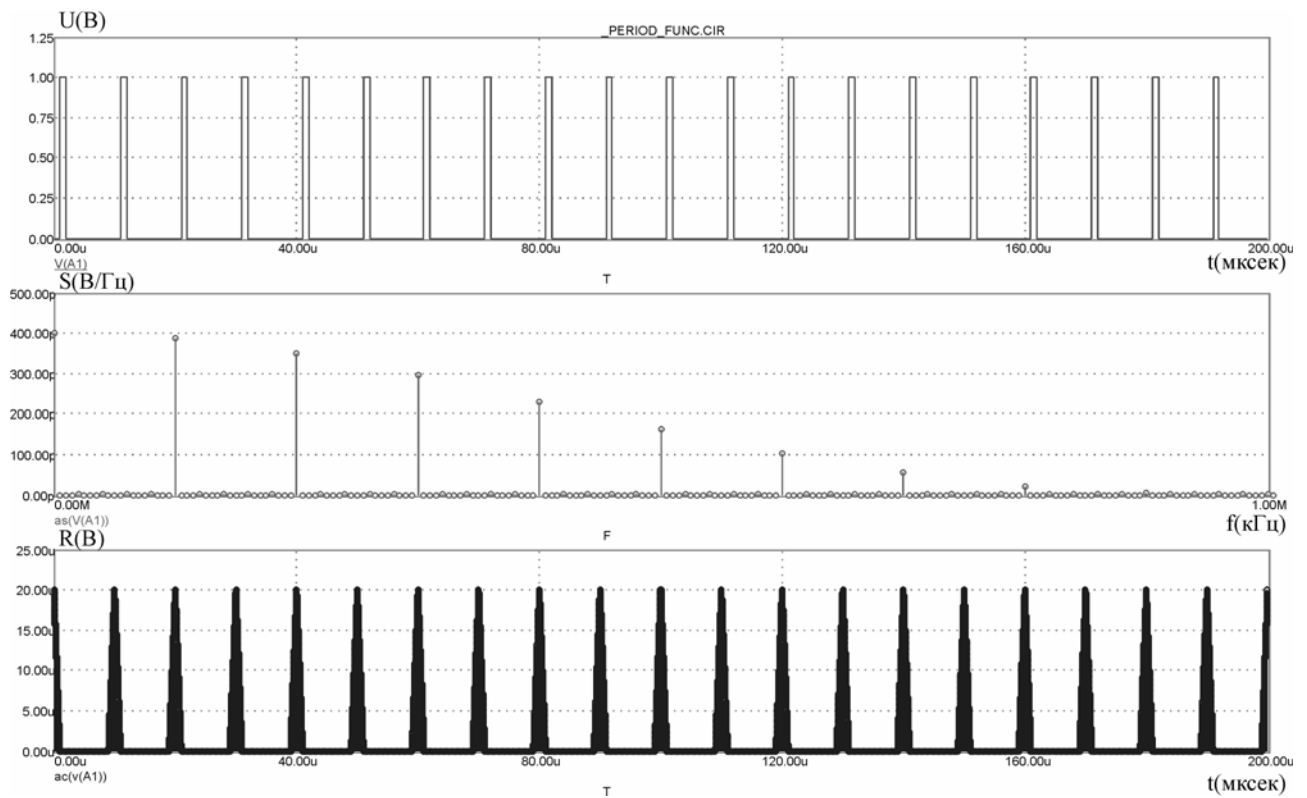 U(В)
_PERIOD_FUNC.CIR
1.25
1.00
0.75
0.50
0.25
0.00
0.00u 40.00u 80.00u 120.00u 160.00u 200.00u
V(A1)
T
t(мксек)
S(В/Гц)
500.00p
400.00p
300.00p
200.00p
100.00p
0.00p
0.00M 1.00M
as(V(A1))
F
f(кГц)
R(В)
25.00u
20.00u
15.00u
10.00u
5.00u
0.00u
0.00u 40.00u 80.00u 120.00u 160.00u 200.00u
ac(v(A1))
T
t(мксек)